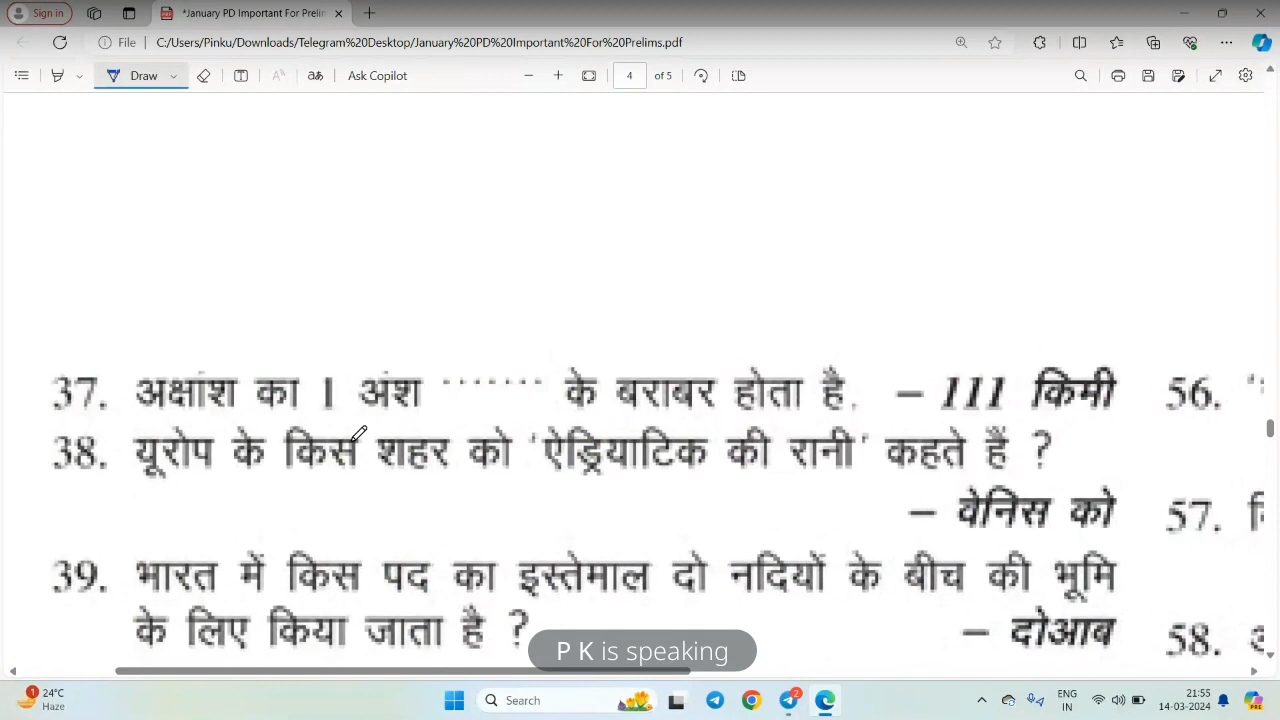 Sign in
*January PD Important For Prelim
File C:/Users/Pinku/Downloads/Telegram%20Desktop/January%20PD%20Important%20For%20Prelims.pdf
Draw
Ask Copilot
4 of 5
37. अक्षांश का 1 अंश ....... के बराबर होता है. – 111 किमी 56.
38. यूरोप के किस शहर को 'ऐड्रियाटिक की रानी' कहते हैं ?
– वेनिस को 57.
39. भारत में किस पद का इस्तेमाल दो नदियों के बीच की भूमि
के लिए किया जाता है ? – दोआब 58.
P K is speaking
1 24°C
Haze
Search
2
ENG
IN
21:55
14-03-2024